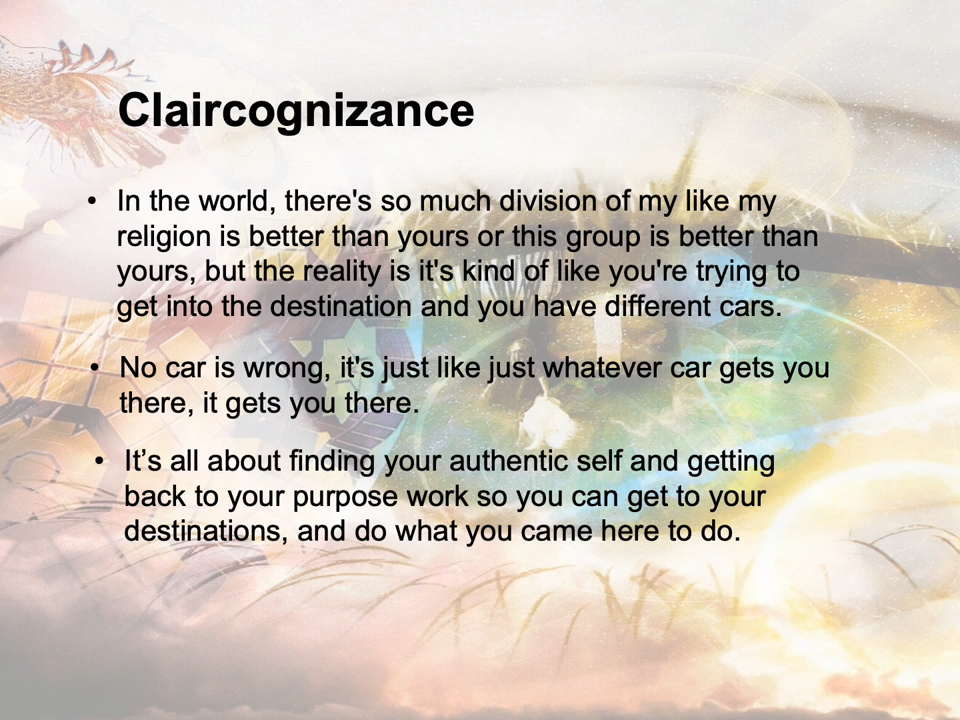 Claircognizance
• In the world, there's so much division of my like my
religion is better than yours or this group is better than
yours, but the reality is it's kind of like you're trying to
get into the destination and you have different cars.
• No car is wrong, it's just like just whatever car gets you
there, it gets you there.
• It’s all about finding your authentic self and getting
back to your purpose work so you can get to your
destinations, and do what you came here to do.